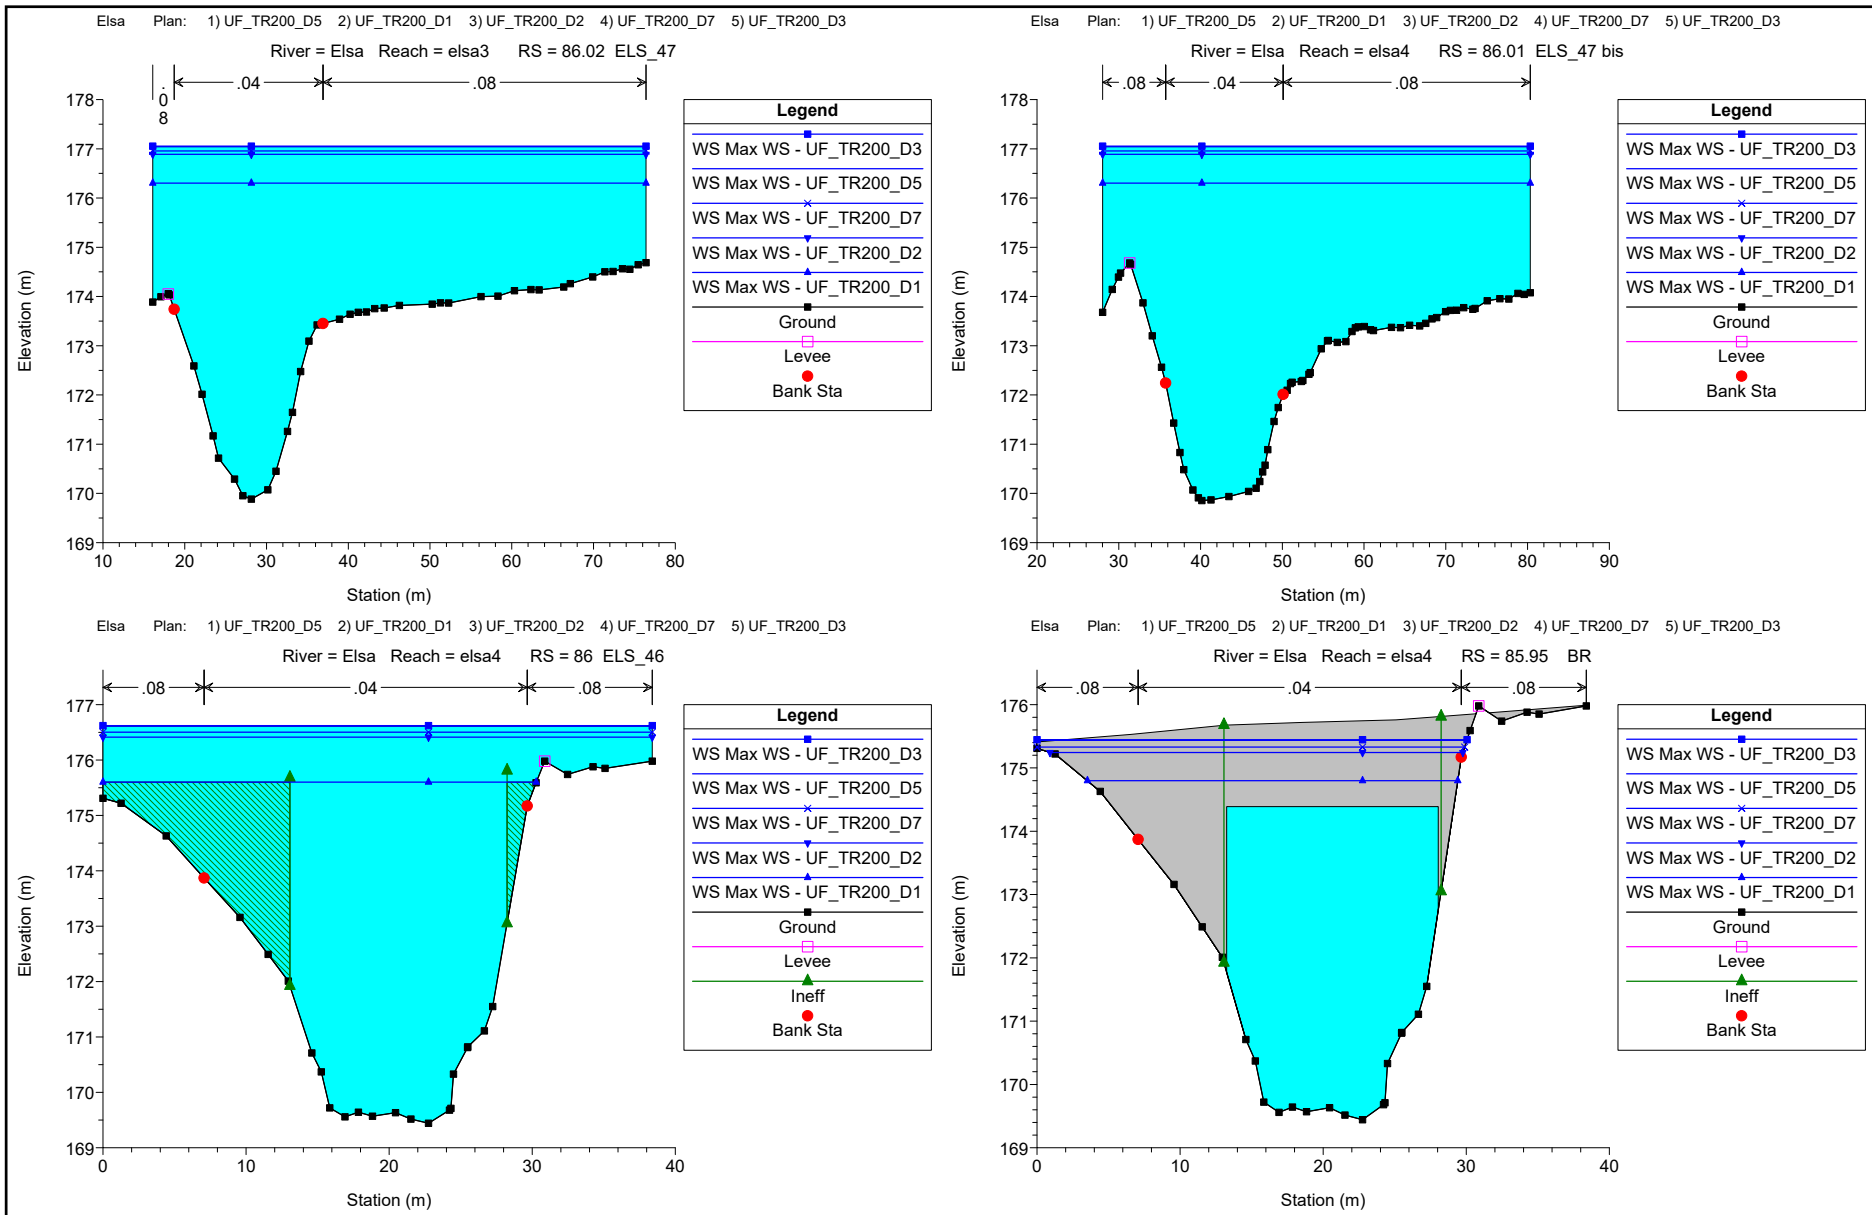 Elsa Plan: 1) UF_TR200_D5 2) UF_TR200_D1 3) UF_TR200_D2 4) UF_TR200_D7 5) UF_TR200_D3
River = Elsa Reach = elsa3 RS = 86.02 ELS_47
.08
.04
.08
178
177
176
175
174
173
172
171
170
169
10 20 30 40 50 60 70 80
Station (m)
Elevation (m)
Legend
WS Max WS - UF_TR200_D3
WS Max WS - UF_TR200_D5
WS Max WS - UF_TR200_D7
WS Max WS - UF_TR200_D2
WS Max WS - UF_TR200_D1
Ground
Levee
Bank Sta
Elsa Plan: 1) UF_TR200_D5 2) UF_TR200_D1 3) UF_TR200_D2 4) UF_TR200_D7 5) UF_TR200_D3
River = Elsa Reach = elsa4 RS = 86.01 ELS_47 bis
.08
.04
.08
178
177
176
175
174
173
172
171
170
169
20 30 40 50 60 70 80 90
Station (m)
Elevation (m)
Legend
WS Max WS - UF_TR200_D3
WS Max WS - UF_TR200_D5
WS Max WS - UF_TR200_D7
WS Max WS - UF_TR200_D2
WS Max WS - UF_TR200_D1
Ground
Levee
Bank Sta
Elsa Plan: 1) UF_TR200_D5 2) UF_TR200_D1 3) UF_TR200_D2 4) UF_TR200_D7 5) UF_TR200_D3
River = Elsa Reach = elsa4 RS = 86 ELS_46
.08
.04
.08
177
176
175
174
173
172
171
170
169
0 10 20 30 40
Station (m)
Elevation (m)
Legend
WS Max WS - UF_TR200_D3
WS Max WS - UF_TR200_D5
WS Max WS - UF_TR200_D7
WS Max WS - UF_TR200_D2
WS Max WS - UF_TR200_D1
Ground
Levee
Ineff
Bank Sta
Elsa Plan: 1) UF_TR200_D5 2) UF_TR200_D1 3) UF_TR200_D2 4) UF_TR200_D7 5) UF_TR200_D3
River = Elsa Reach = elsa4 RS = 85.95 BR
.08
.04
.08
176
175
174
173
172
171
170
169
0 10 20 30 40
Station (m)
Elevation (m)
Legend
WS Max WS - UF_TR200_D3
WS Max WS - UF_TR200_D5
WS Max WS - UF_TR200_D7
WS Max WS - UF_TR200_D2
WS Max WS - UF_TR200_D1
Ground
Levee
Ineff
Bank Sta